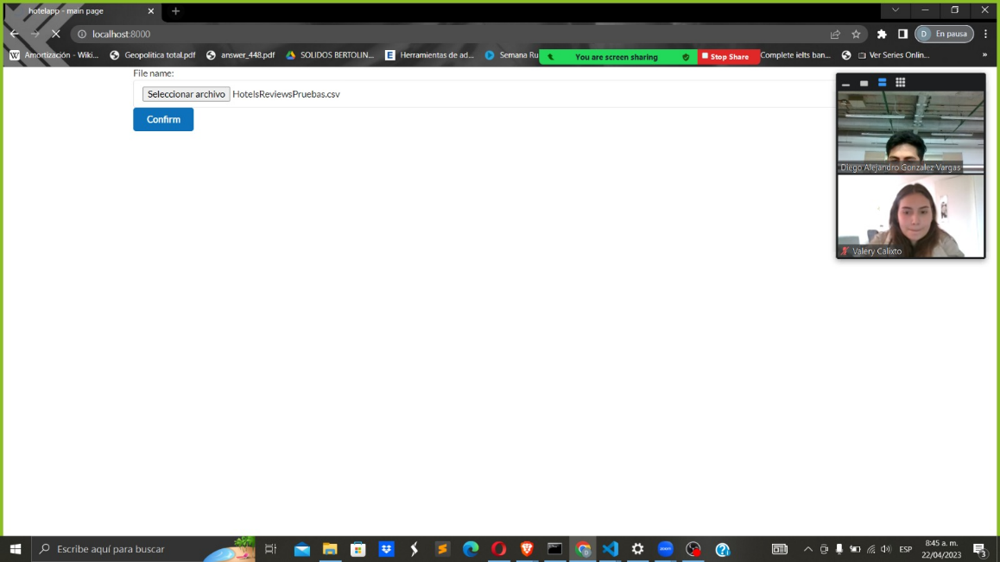 hotelapp - main page
localhost:8000
D En pausa
W Amortización - Wiki... Geopolitica total.pdf answer_448.pdf SOLIDOS BERTOLIN... E Herramientas de ad... Semana Ru Complete ielts ban... Ver Series Onlin... »
You are screen sharing Stop Share
File name:
Seleccionar archivo HotelsReviewsPruebas.csv
Confirm
Diego Alejandro Gonzalez Vargas
Valery Calixto
Escribe aquí para buscar
zoom
ESP
8:45 a. m.
22/04/2023
3